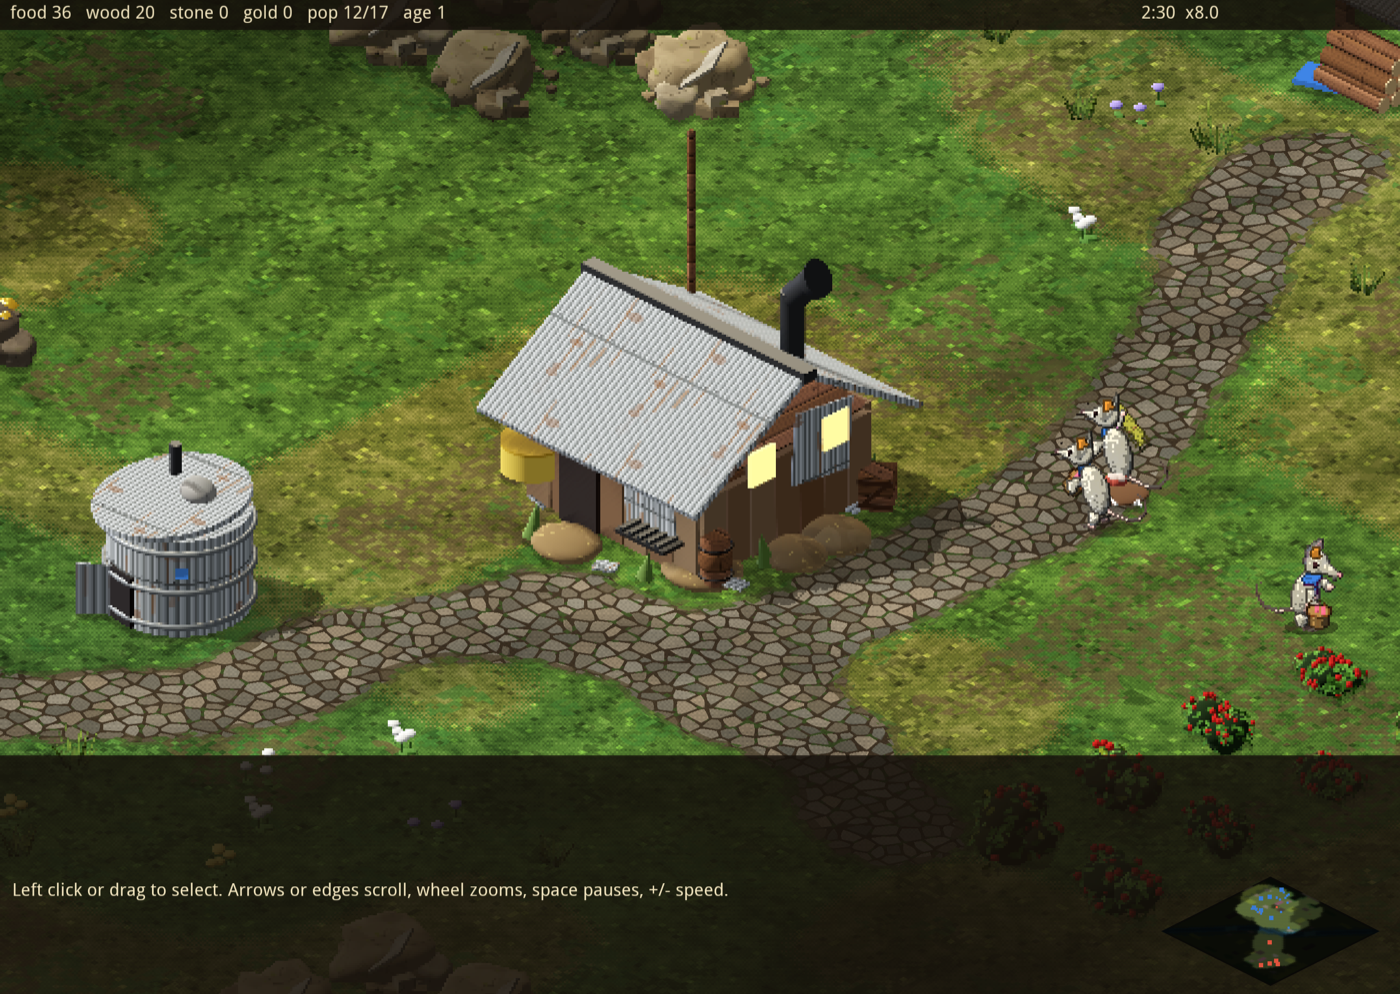 food 36 wood 20 stone 0 gold 0 pop 12/17 age 1 2:30 x8.0
Left click or drag to select. Arrows or edges scroll, wheel zooms, space pauses, +/- speed.